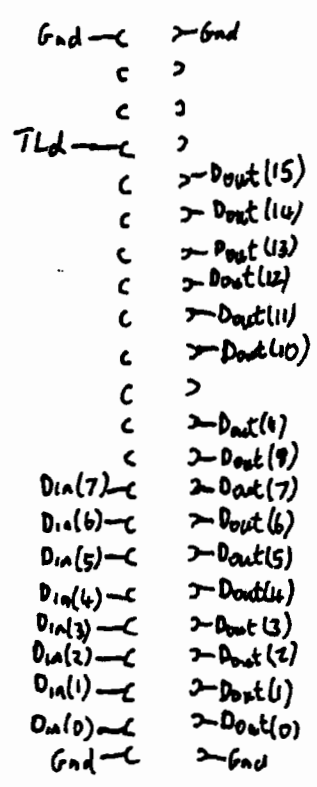 Gnd Gnd
TLd
Dout(15)
Dout(14)
Dout(13)
Dout(12)
Dout(11)
Dout(10)
Dout(9)
Dout(8)
Din(7) Dout(7)
Din(6) Dout(6)
Din(5) Dout(5)
Din(4) Dout(4)
Din(3) Dout(3)
Din(2) Dout(2)
Din(1) Dout(1)
Din(0) Dout(0)
Gnd Gnd